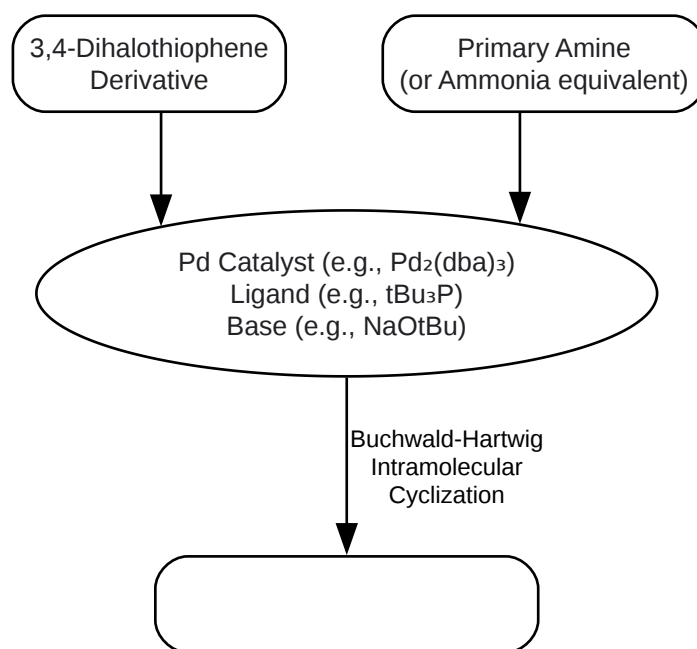 3,4-Dihalothiophene
Derivative
Primary Amine
(or Ammonia equivalent)
Pd Catalyst (e.g., Pd₂(dba)₃)
Ligand (e.g., tBu₃P)
Base (e.g., NaOtBu)
Buchwald-Hartwig
Intramolecular
Cyclization